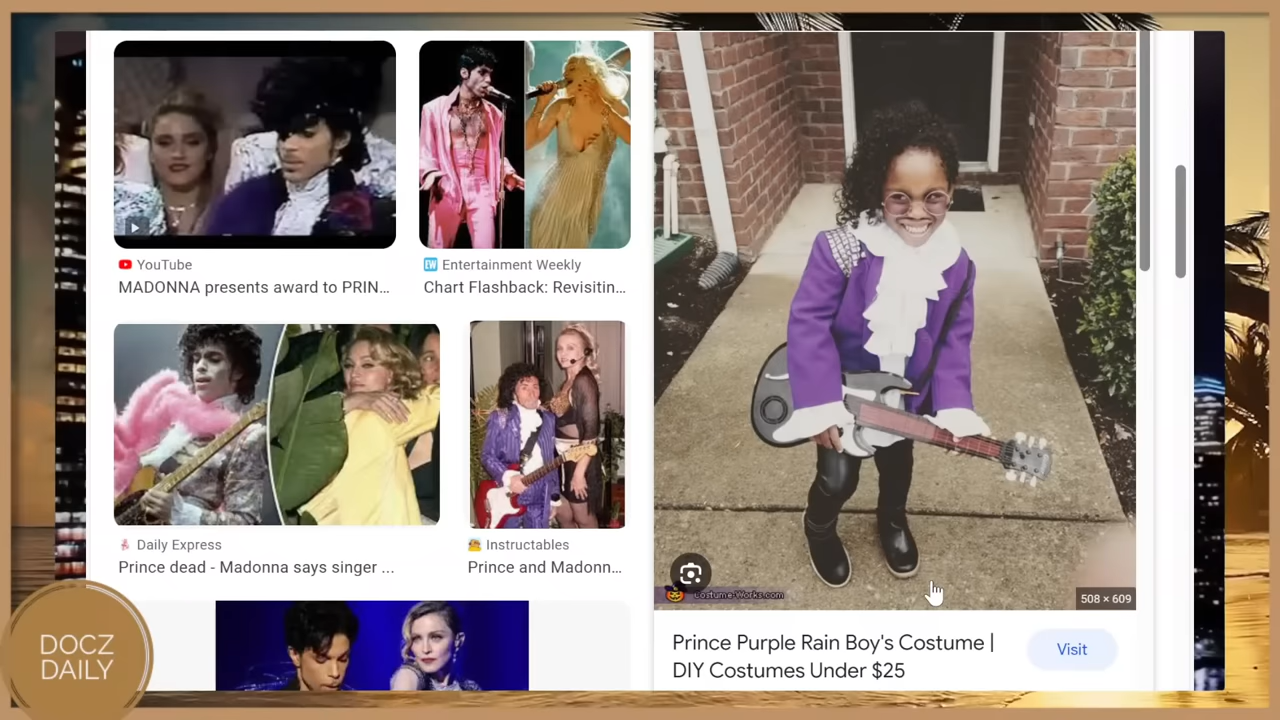 YouTube
MADONNA presents award to PRIN...
EW Entertainment Weekly
Chart Flashback: Revisitin...
Daily Express
Prince dead - Madonna says singer ...
Instructables
Prince and Madonn...
Costume-Works.com
508 × 609
Prince Purple Rain Boy's Costume |
DIY Costumes Under $25
Visit
DOCZ
DAILY